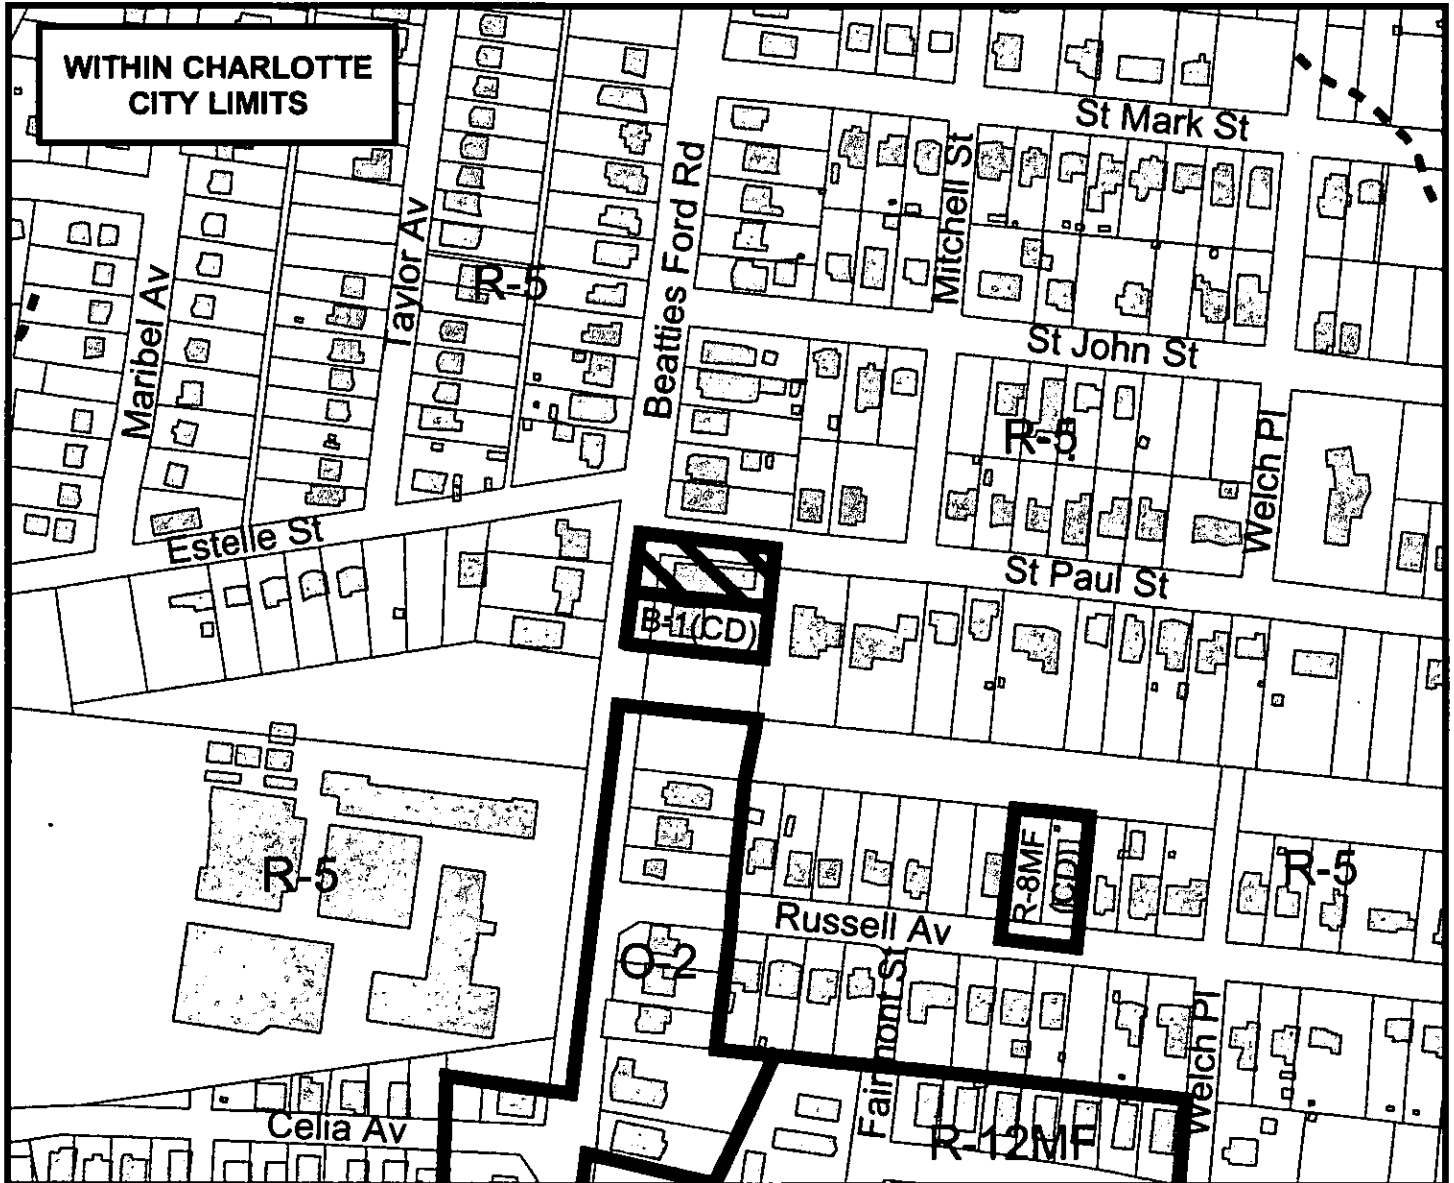 WITHIN CHARLOTTE
CITY LIMITS
St Mark St
Mitchell St
Beatties Ford Rd
Taylor Av
R-5
Maribel Av
St John St
R-5
Welch Pl
Estelle St
St Paul St
B-1(CD)
R-5
R-8MF
(CD)
R-5
Russell Av
O-2
Fairmont St
Welch Pl
Celia Av
R-12MF